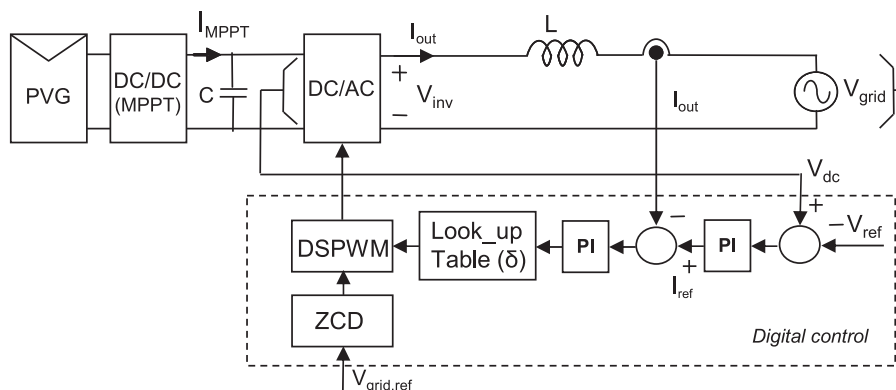 I_MPPT
I_out
L
PVG
DC/DC
(MPPT)
C
DC/AC
+
V_inv
−
I_out
V_grid
V_dc
+
− V_ref
−
DSPWM
Look_up
Table (δ)
PI
PI
+
I_ref
ZCD
Digital control
V_grid,ref